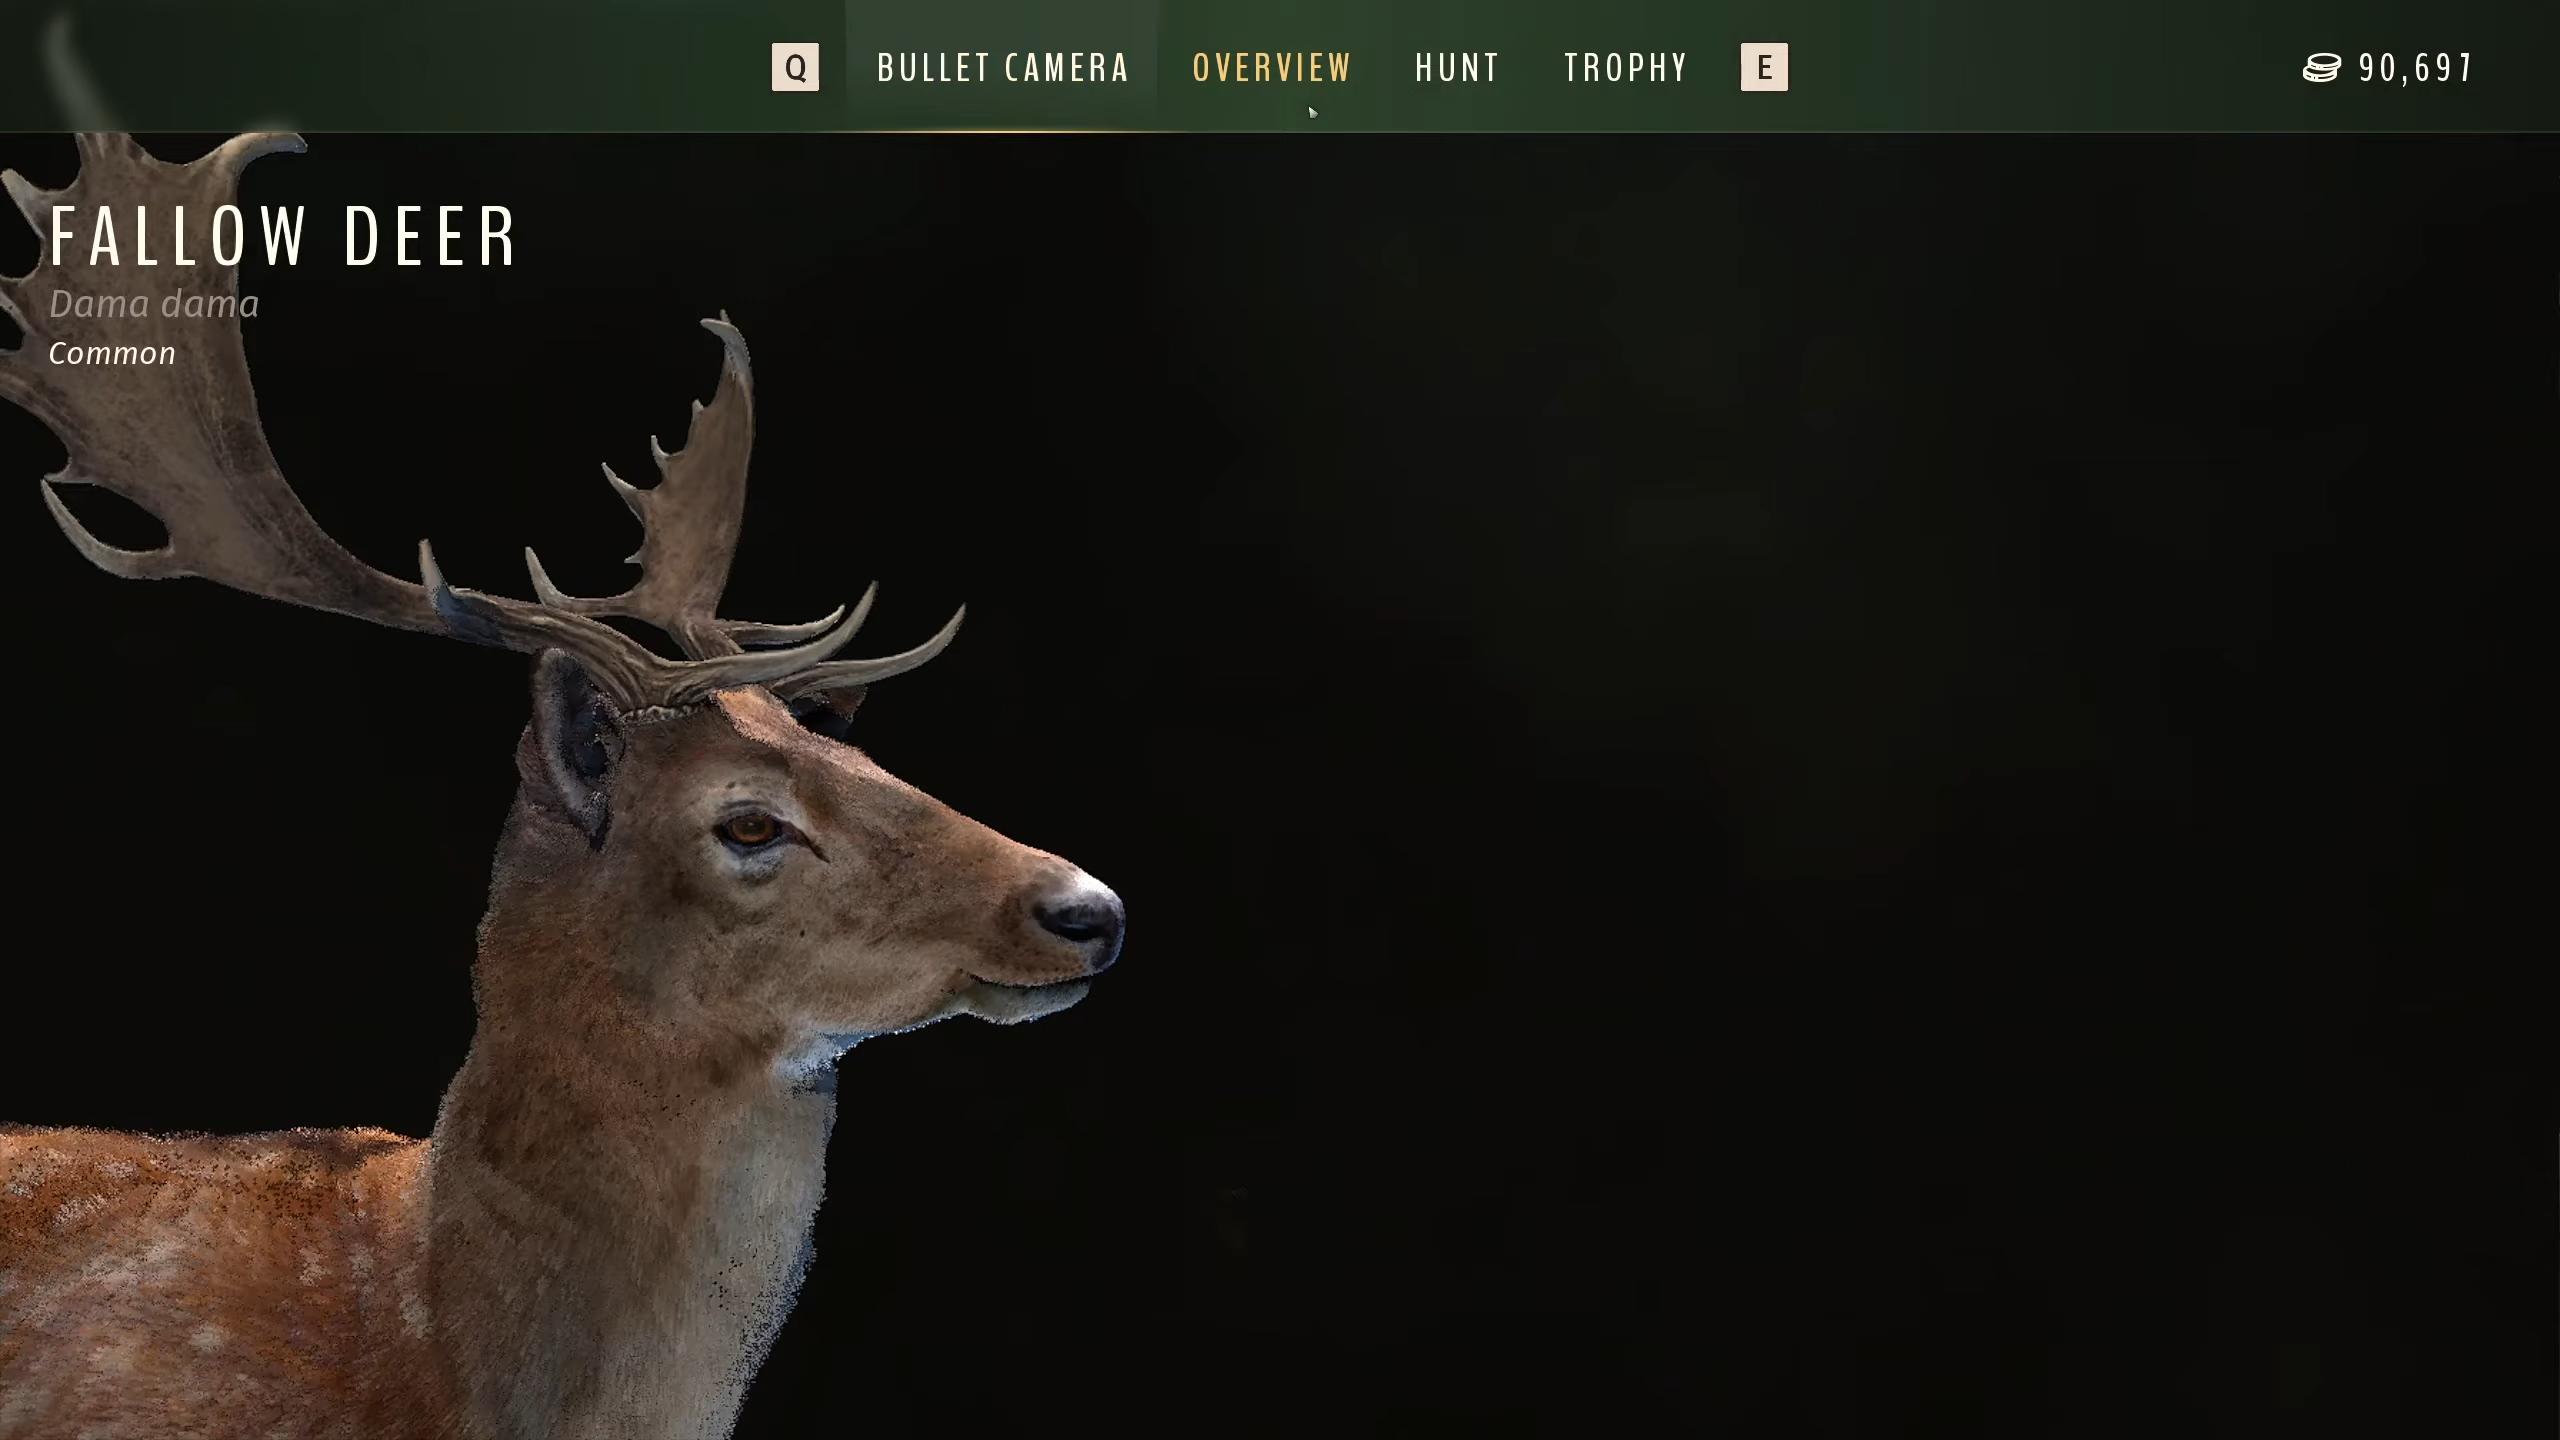 Q BULLET CAMERA OVERVIEW HUNT TROPHY E 90,697
FALLOW DEER
Dama dama
Common